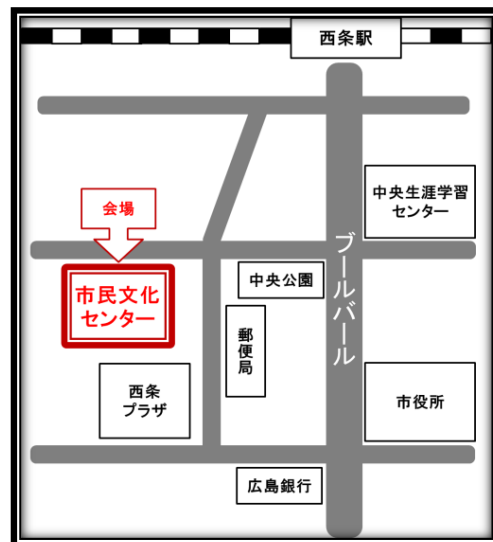 西条駅
中央生涯学習
センター
会場
市民文化
センター
中央公園
ブールバール
郵便局
西条
プラザ
市役所
広島銀行